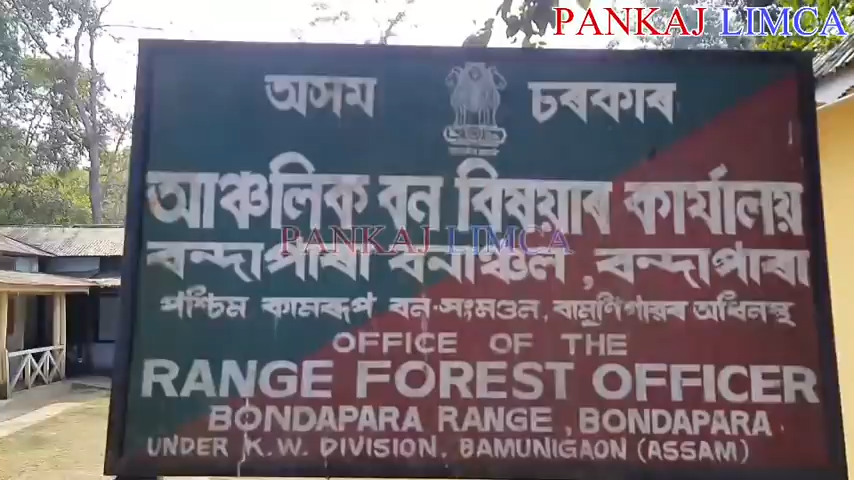 PANKAJ LIMCA
অসম চৰকাৰ
আঞ্চলিক বন বিষয়াৰ কাৰ্যালয়
বন্দাপাৰা বনাঞ্চল, বন্দাপাৰা
PANKAJ LIMCA
পশ্চিম কামৰূপ বন-সংমণ্ডল, বামুণিগাৱৰ অধিনস্থ
OFFICE OF THE
RANGE FOREST OFFICER
BONDAPARA RANGE, BONDAPARA
UNDER K.W. DIVISION. BAMUNIGAON (ASSAM)